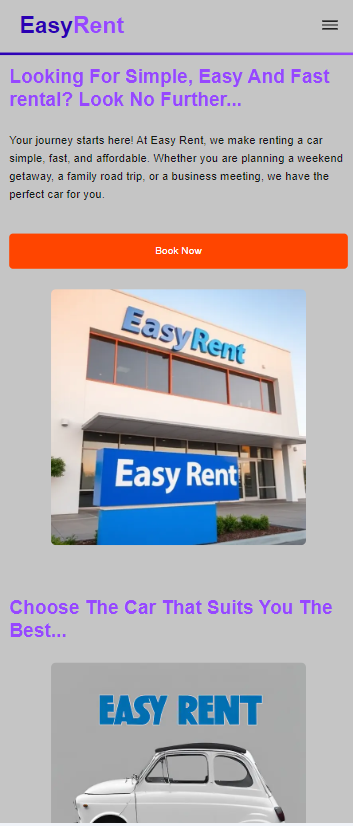 EasyRent
Looking For Simple, Easy And Fast
rental? Look No Further...
Your journey starts here! At Easy Rent, we make renting a car
simple, fast, and affordable. Whether you are planning a weekend
getaway, a family road trip, or a business meeting, we have the
perfect car for you.
Book Now
EasyRent
Easy Rent
Choose The Car That Suits You The
Best...
EASY RENT